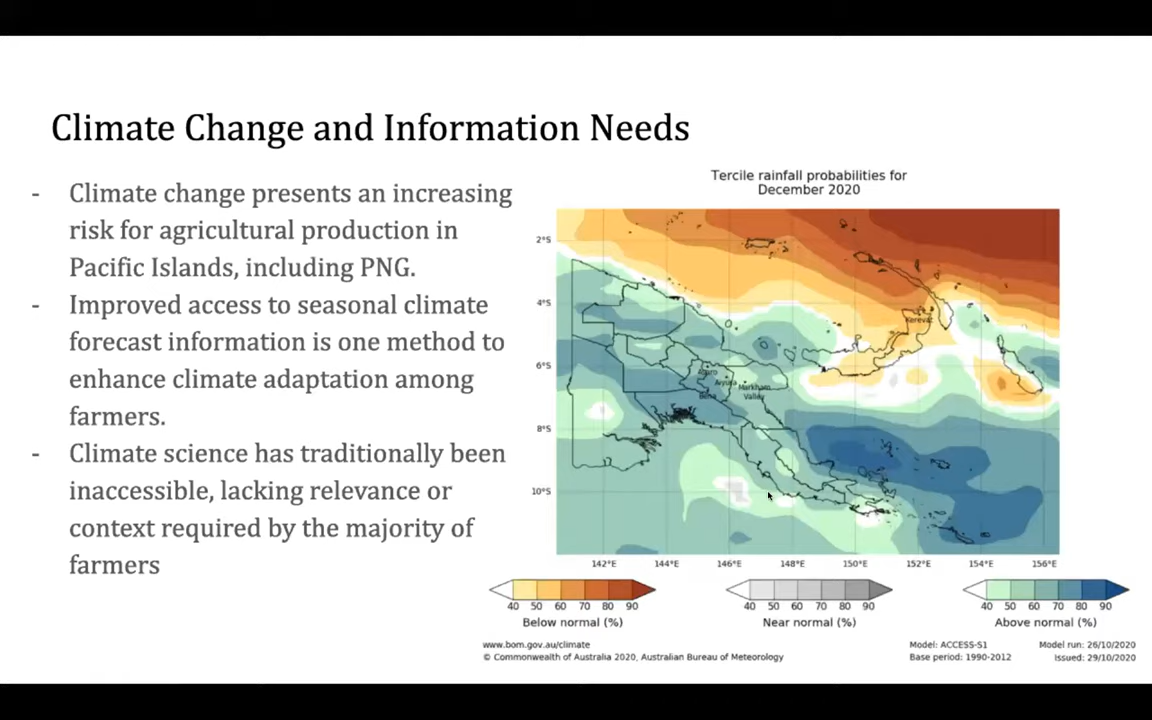 Climate Change and Information Needs
- Climate change presents an increasing
risk for agricultural production in
Pacific Islands, including PNG.
- Improved access to seasonal climate
forecast information is one method to
enhance climate adaptation among
farmers.
- Climate science has traditionally been
inaccessible, lacking relevance or
context required by the majority of
farmers
Tercile rainfall probabilities for
December 2020
2°S
4°S
6°S
8°S
10°S
Kerevat
Aiyura
Markham
Valley
Bena
142°E 144°E 146°E 148°E 150°E 152°E 154°E 156°E
40 50 60 70 80 90
Below normal (%)
40 50 60 70 80 90
Near normal (%)
40 50 60 70 80 90
Above normal (%)
www.bom.gov.au/climate
© Commonwealth of Australia 2020, Australian Bureau of Meteorology
Model: ACCESS-S1
Base period: 1990-2012
Model run: 26/10/2020
Issued: 29/10/2020